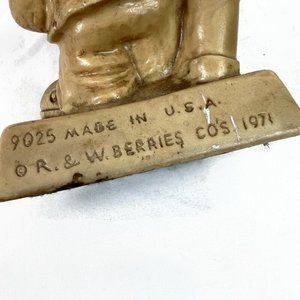 9025 MADE IN U.S.A.
© R. & W. BERRIES CO'S 1971